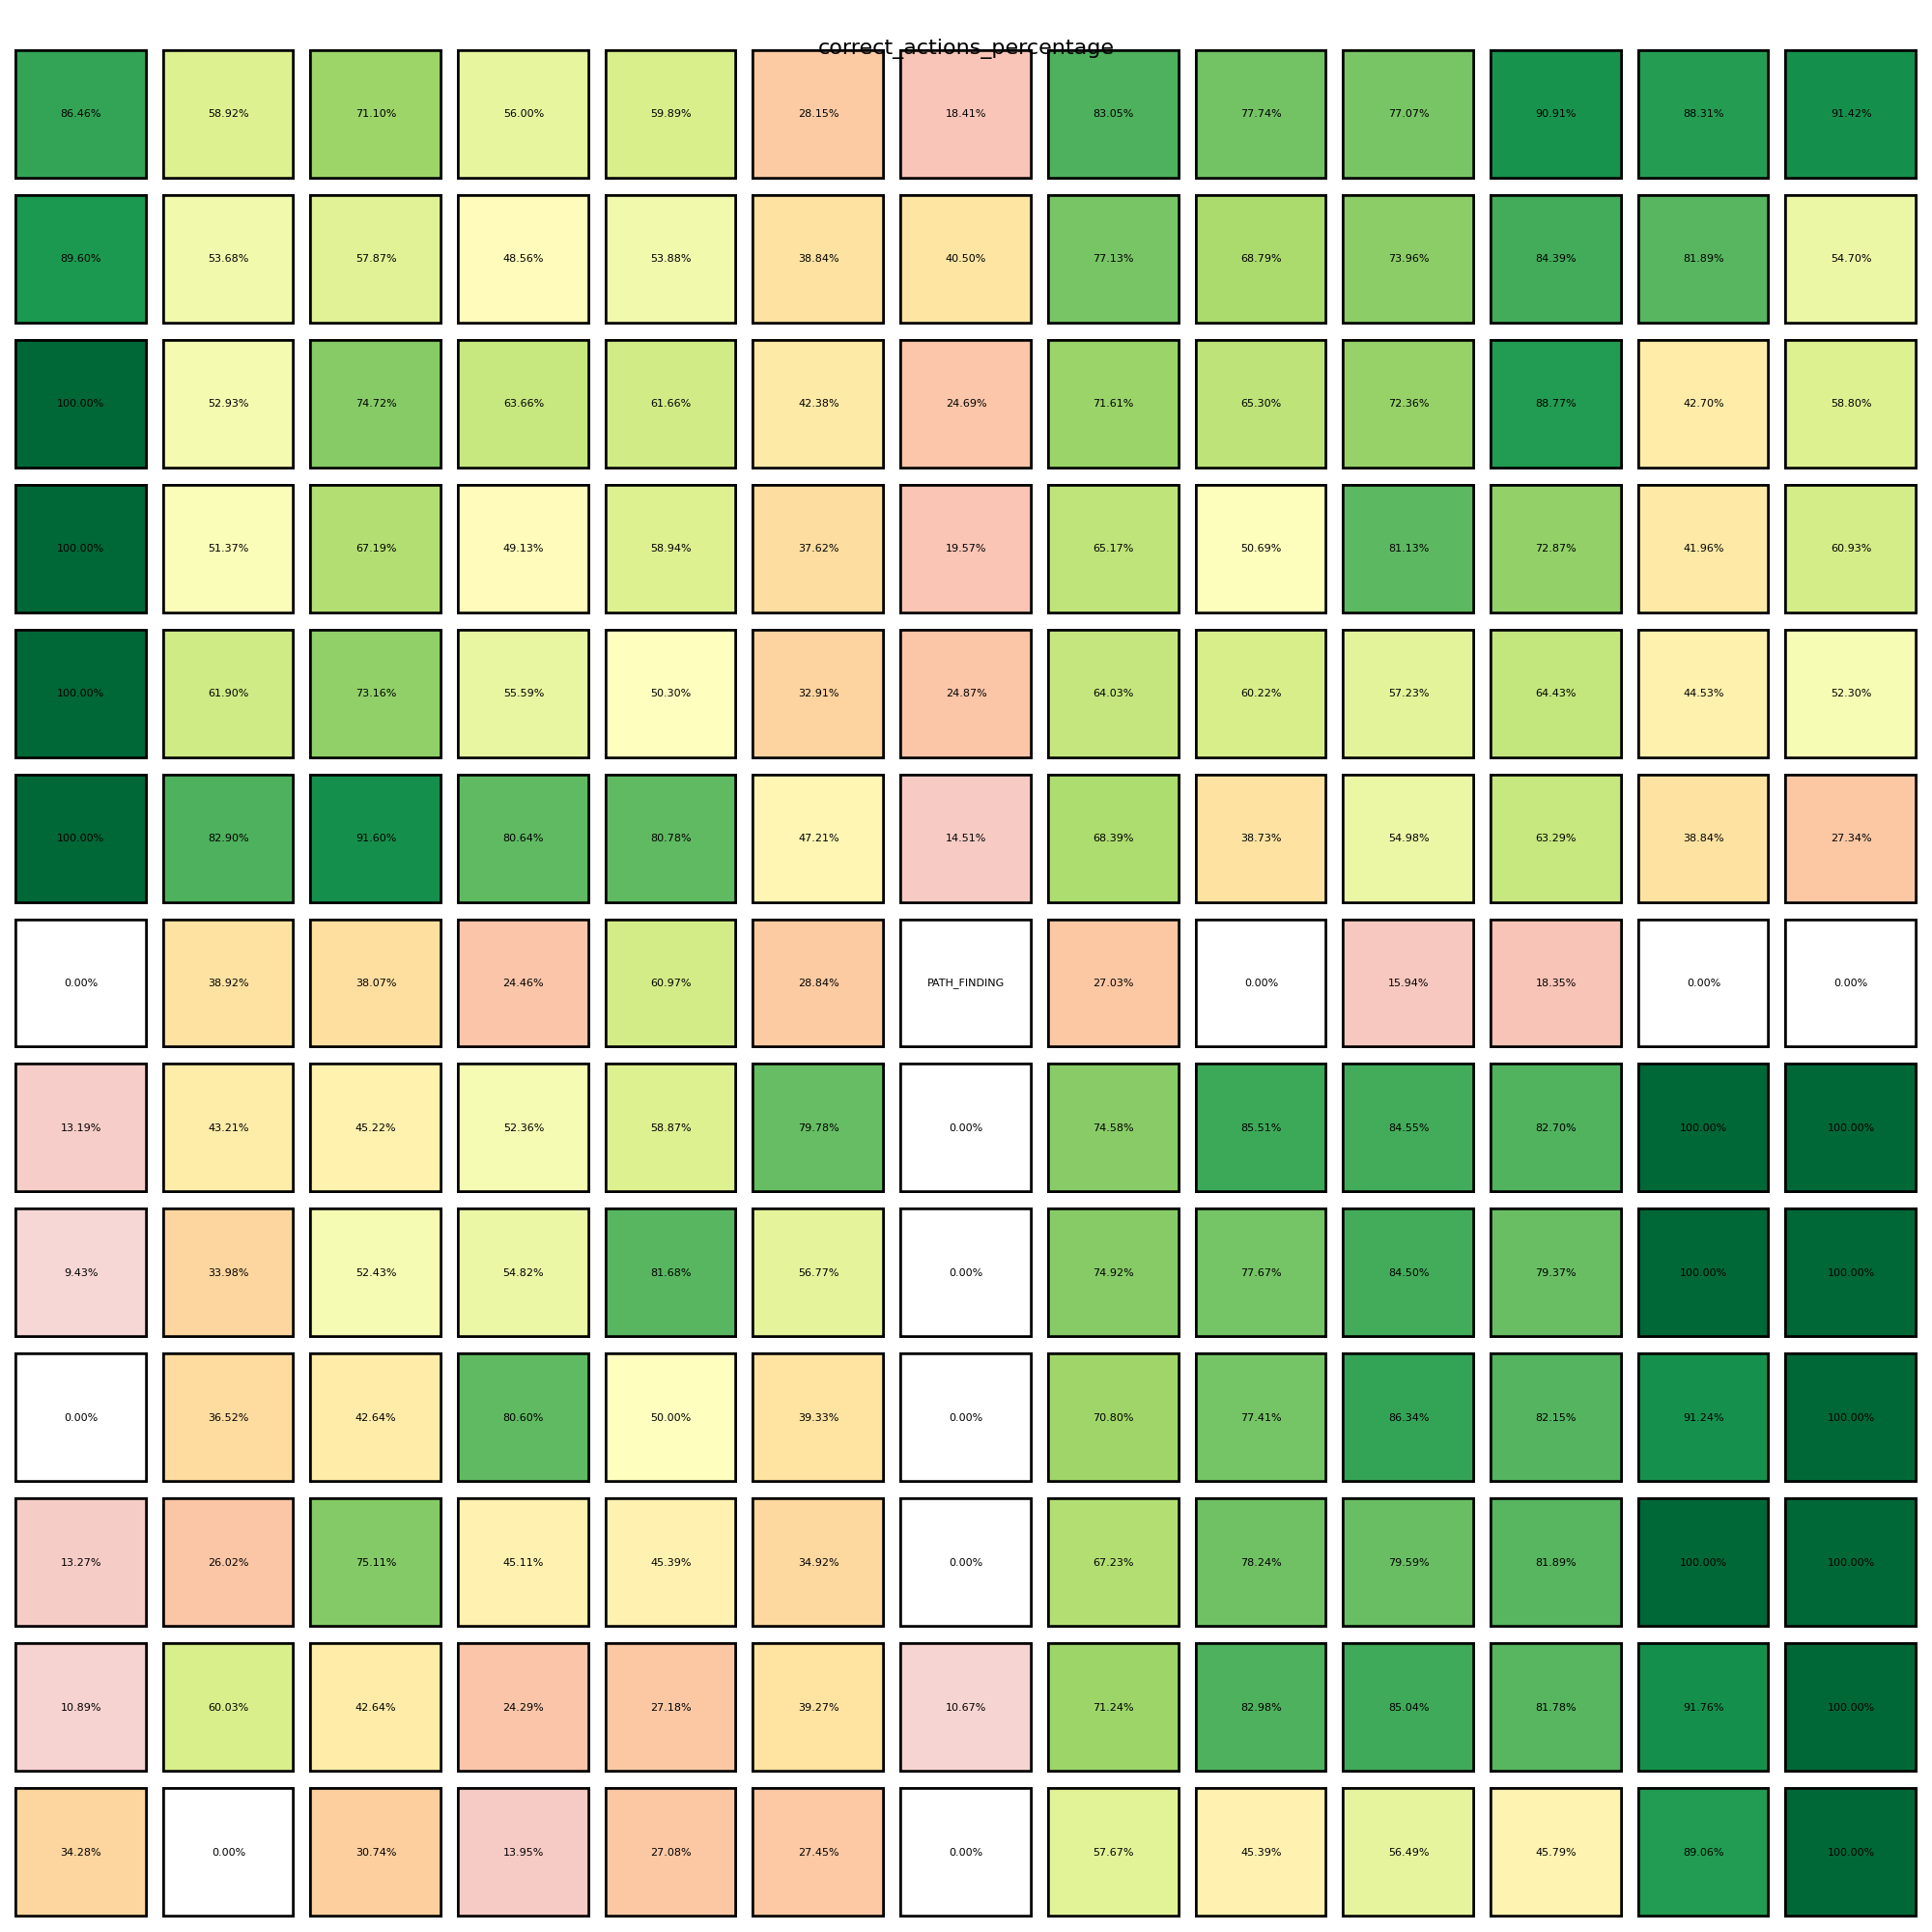 correct_actions_percentage
86.46% 58.92% 71.10% 56.00% 59.89% 28.15% 18.41% 83.05% 77.74% 77.07% 90.91% 88.31% 91.42%
89.60% 53.68% 57.87% 48.56% 53.88% 38.84% 40.50% 77.13% 68.79% 73.96% 84.39% 81.89% 54.70%
100.00% 52.93% 74.72% 63.66% 61.66% 42.38% 24.69% 71.61% 65.30% 72.36% 88.77% 42.70% 58.80%
100.00% 51.37% 67.19% 49.13% 58.94% 37.62% 19.57% 65.17% 50.69% 81.13% 72.87% 41.96% 60.93%
100.00% 61.90% 73.16% 55.59% 50.30% 32.91% 24.87% 64.03% 60.22% 57.23% 64.43% 44.53% 52.30%
100.00% 82.90% 91.60% 80.64% 80.78% 47.21% 14.51% 68.39% 38.73% 54.98% 63.29% 38.84% 27.34%
0.00% 38.92% 38.07% 24.46% 60.97% 28.84% PATH_FINDING 27.03% 0.00% 15.94% 18.35% 0.00% 0.00%
13.19% 43.21% 45.22% 52.36% 58.87% 79.78% 0.00% 74.58% 85.51% 84.55% 82.70% 100.00% 100.00%
9.43% 33.98% 52.43% 54.82% 81.68% 56.77% 0.00% 74.92% 77.67% 84.50% 79.37% 100.00% 100.00%
0.00% 36.52% 42.64% 80.60% 50.00% 39.33% 0.00% 70.80% 77.41% 86.34% 82.15% 91.24% 100.00%
13.27% 26.02% 75.11% 45.11% 45.39% 34.92% 0.00% 67.23% 78.24% 79.59% 81.89% 100.00% 100.00%
10.89% 60.03% 42.64% 24.29% 27.18% 39.27% 10.67% 71.24% 82.98% 85.04% 81.78% 91.76% 100.00%
34.28% 0.00% 30.74% 13.95% 27.08% 27.45% 0.00% 57.67% 45.39% 56.49% 45.79% 89.06% 100.00%